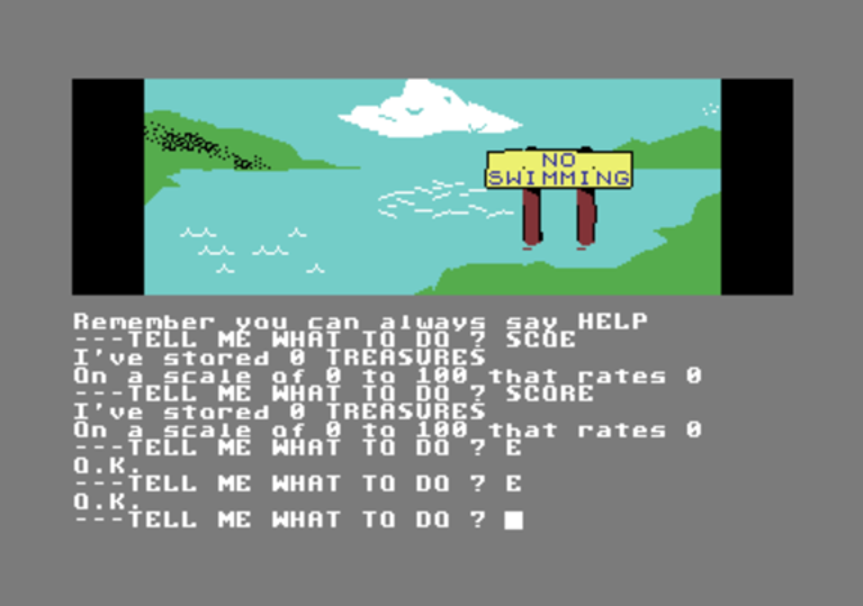 NO
SWIMMING
Remember you can always say HELP
---TELL ME WHAT TO DO ? SCOE
I've stored 0 TREASURES
On a scale of 0 to 100 that rates 0
---TELL ME WHAT TO DO ? SCORE
I've stored 0 TREASURES
On a scale of 0 to 100 that rates 0
---TELL ME WHAT TO DO ? E
O.K.
---TELL ME WHAT TO DO ? E
O.K.
---TELL ME WHAT TO DO ?